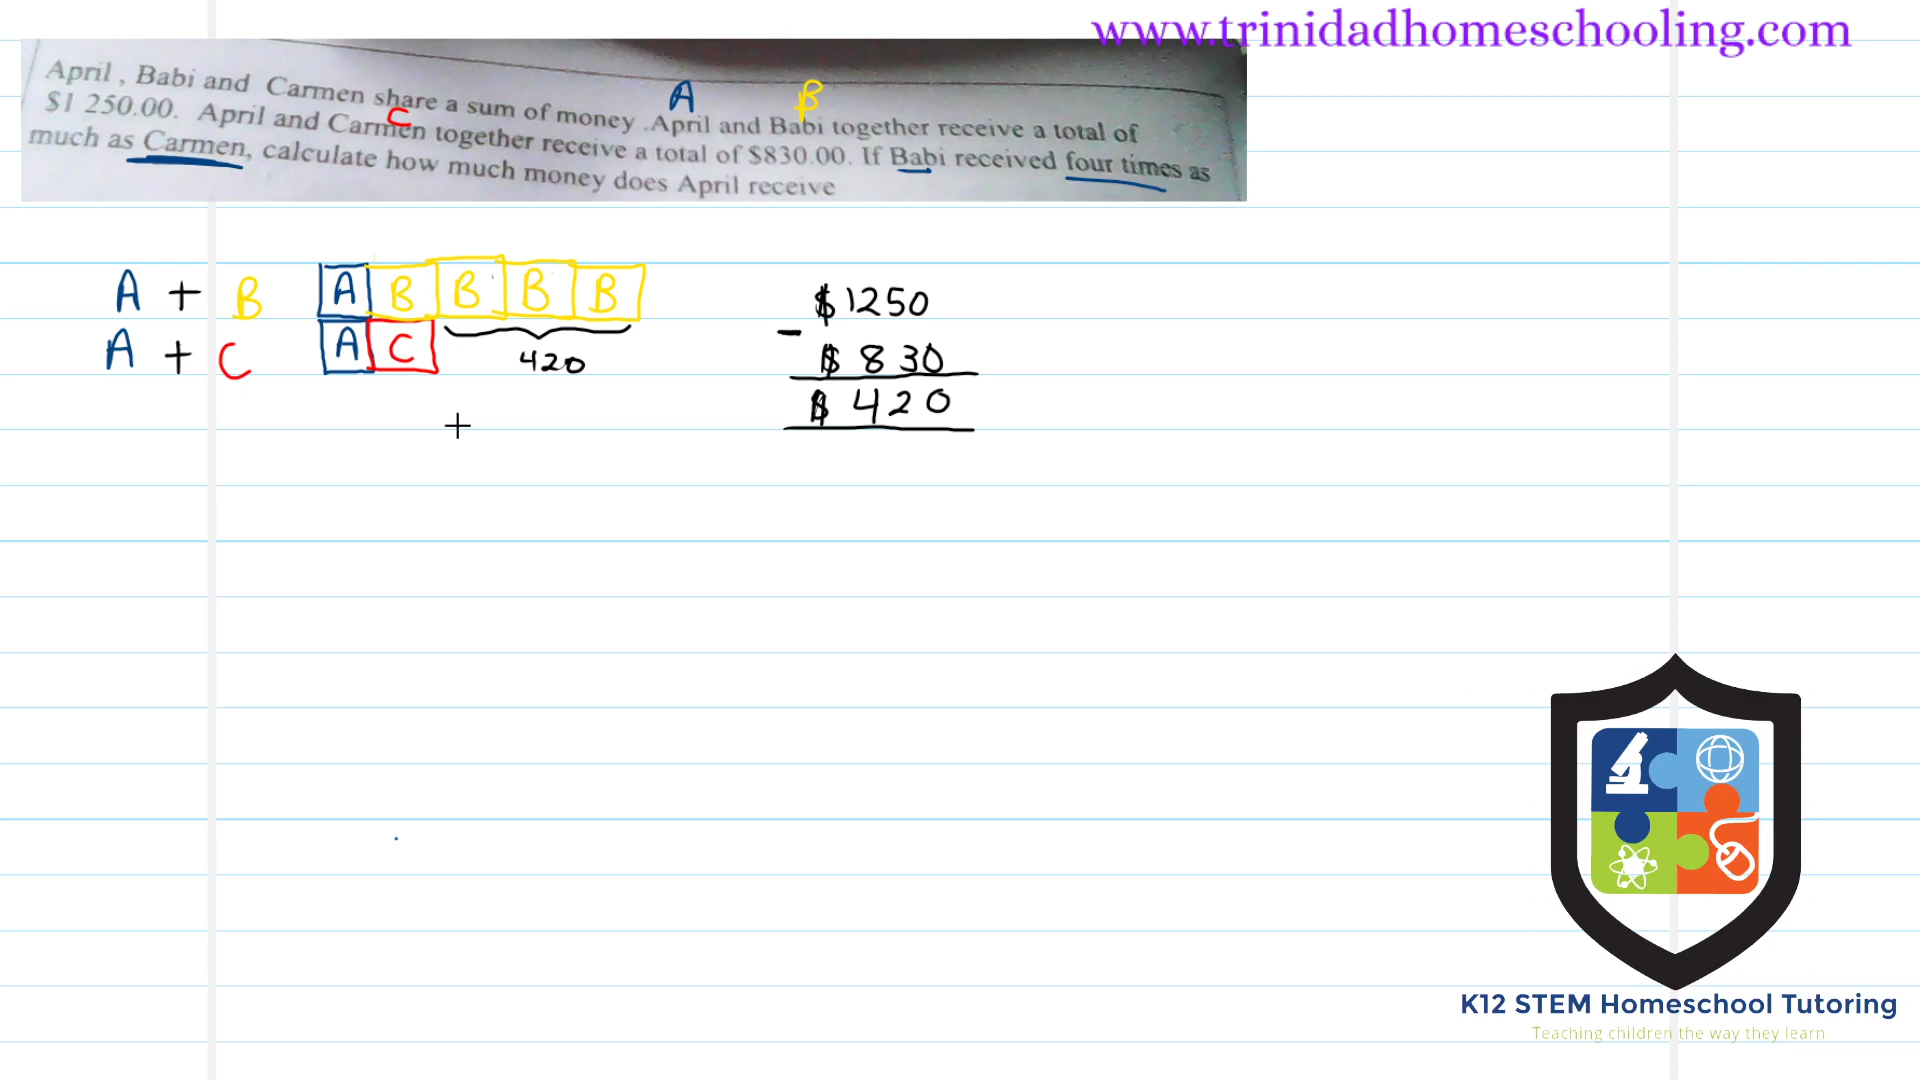 www.trinidadhomeschooling.com
A B
April , Babi and Carmen share a sum of money .April and Babi together receive a total of
C
$1 250.00. April and Carmen together receive a total of $830.00. If Babi received four times as
much as Carmen, calculate how much money does April receive
A + B A B B B B $1250
A + C A C 420 - $ 830
+ $ 420
K12 STEM Homeschool Tutoring
Teaching children the way they learn